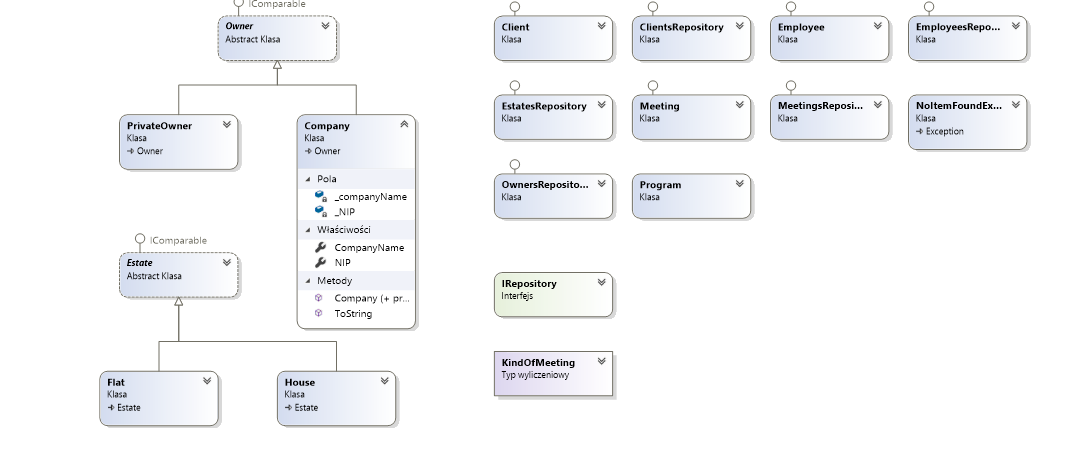 IComparable
Owner
Abstract Klasa
PrivateOwner
Klasa
Owner
Company
Klasa
Owner
Pola
_companyName
_NIP
Właściwości
CompanyName
NIP
Metody
Company (+ pr...
ToString
IComparable
Estate
Abstract Klasa
Flat
Klasa
Estate
House
Klasa
Estate
Client
Klasa
ClientsRepository
Klasa
Employee
Klasa
EmployeesRepo...
Klasa
EstatesRepository
Klasa
Meeting
Klasa
MeetingsReposi...
Klasa
NoItemFoundEx...
Klasa
Exception
OwnersReposito...
Klasa
Program
Klasa
IRepository
Interfejs
KindOfMeeting
Typ wyliczeniowy